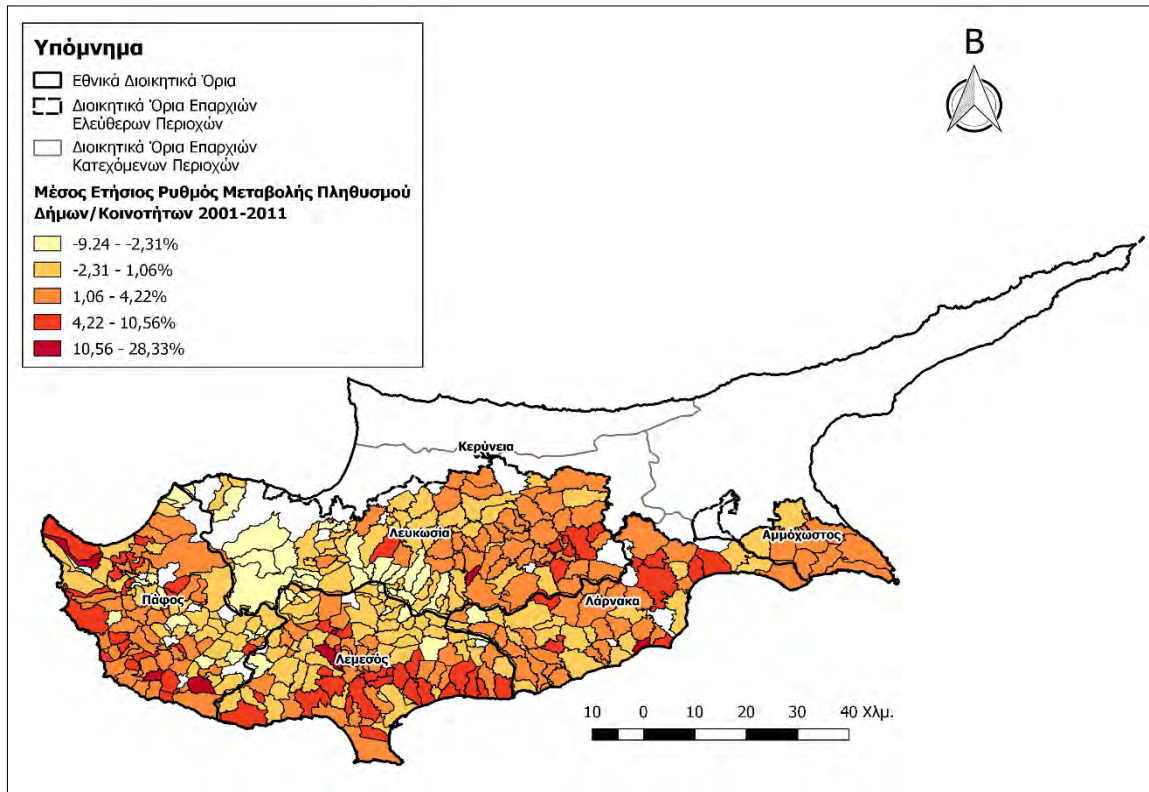 Υπόμνημα
Εθνικά Διοικητικά Όρια
Διοικητικά Όρια Επαρχιών
Ελεύθερων Περιοχών
Διοικητικά Όρια Επαρχιών
Κατεχόμενων Περιοχών
Μέσος Ετήσιος Ρυθμός Μεταβολής Πληθυσμού
Δήμων/Κοινοτήτων 2001-2011
-9.24 - -2,31%
-2,31 - 1,06%
1,06 - 4,22%
4,22 - 10,56%
10,56 - 28,33%
Β
Κερύνεια
Λευκωσία
Αμμόχωστος
Πάφος
Λάρνακα
Λεμεσός
10 0 10 20 30 40 Χλμ.